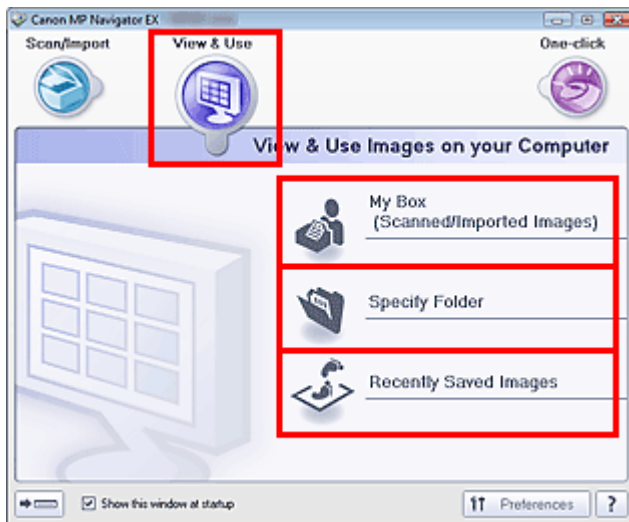 Canon MP Navigator EX
Scan/Import
View & Use
One-click
View & Use Images on your Computer
My Box
(Scanned/Imported Images)
Specify Folder
Recently Saved Images
Show this window at startup
Preferences
?